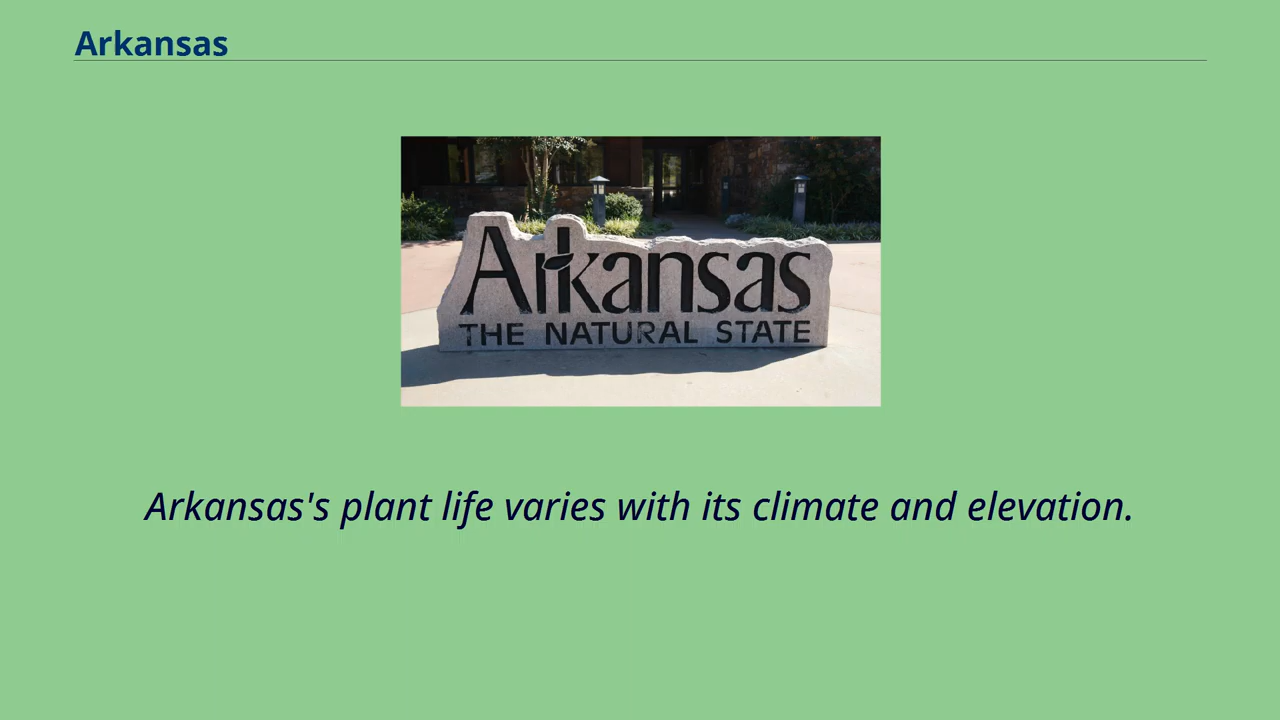 Arkansas
Arkansas
THE NATURAL STATE
Arkansas's plant life varies with its climate and elevation.